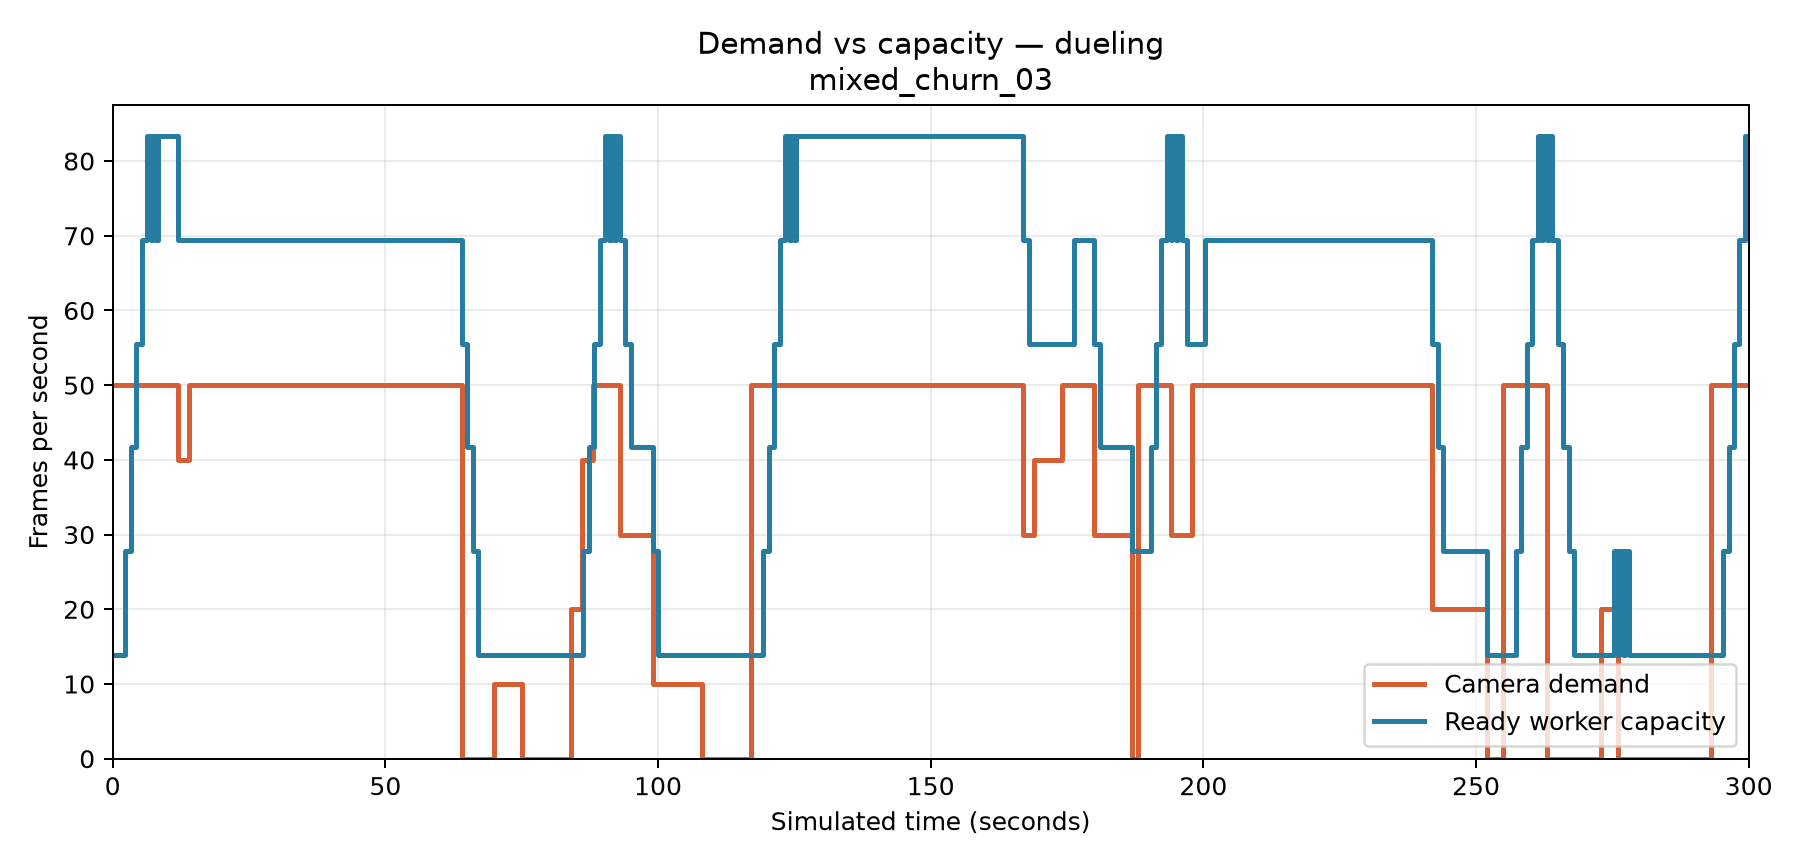 Demand vs capacity — dueling
mixed_churn_03
Frames per second
80
70
60
50
40
30
20
10
0
Camera demand
Ready worker capacity
0 50 100 150 200 250 300
Simulated time (seconds)